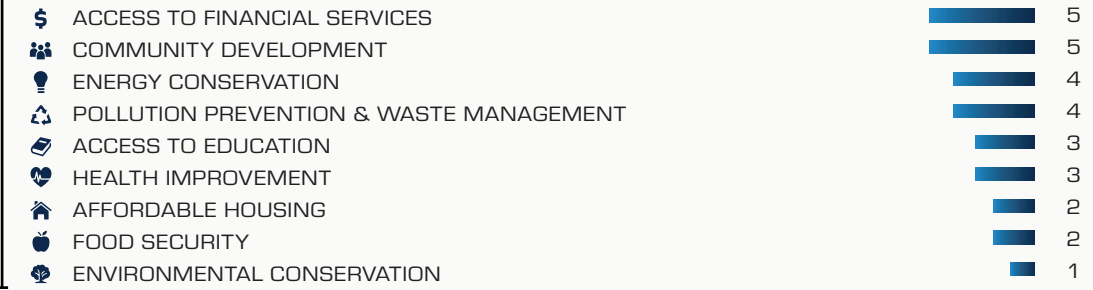 ACCESS TO FINANCIAL SERVICES 5
COMMUNITY DEVELOPMENT 5
ENERGY CONSERVATION 4
POLLUTION PREVENTION & WASTE MANAGEMENT 4
ACCESS TO EDUCATION 3
HEALTH IMPROVEMENT 3
AFFORDABLE HOUSING 2
FOOD SECURITY 2
ENVIRONMENTAL CONSERVATION 1